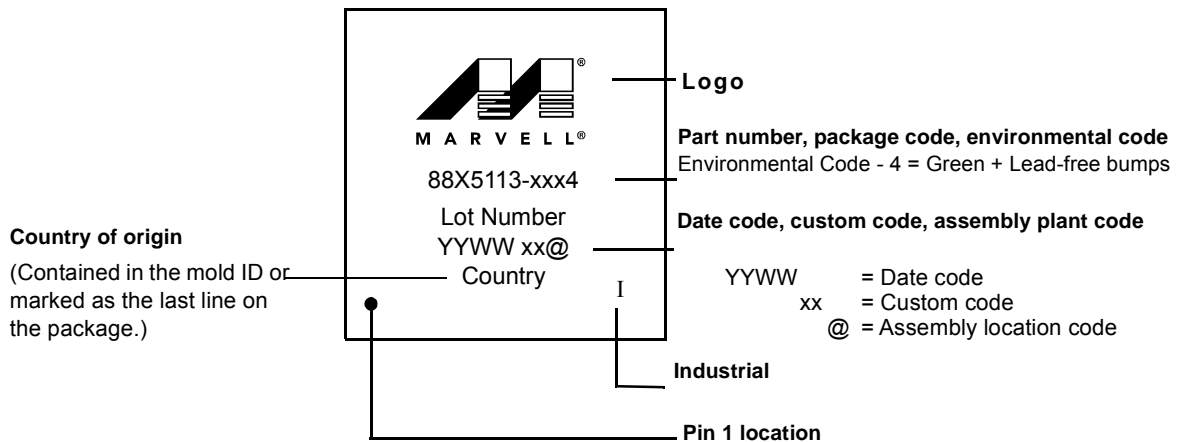 ®
Logo
MARVELL®
Part number, package code, environmental code
Environmental Code - 4 = Green + Lead-free bumps
88X5113-xxx4
Lot Number
Date code, custom code, assembly plant code
YYWW xx@
Country of origin
(Contained in the mold ID or
marked as the last line on
the package.)
Country
I
YYWW = Date code
xx = Custom code
@ = Assembly location code
Industrial
Pin 1 location